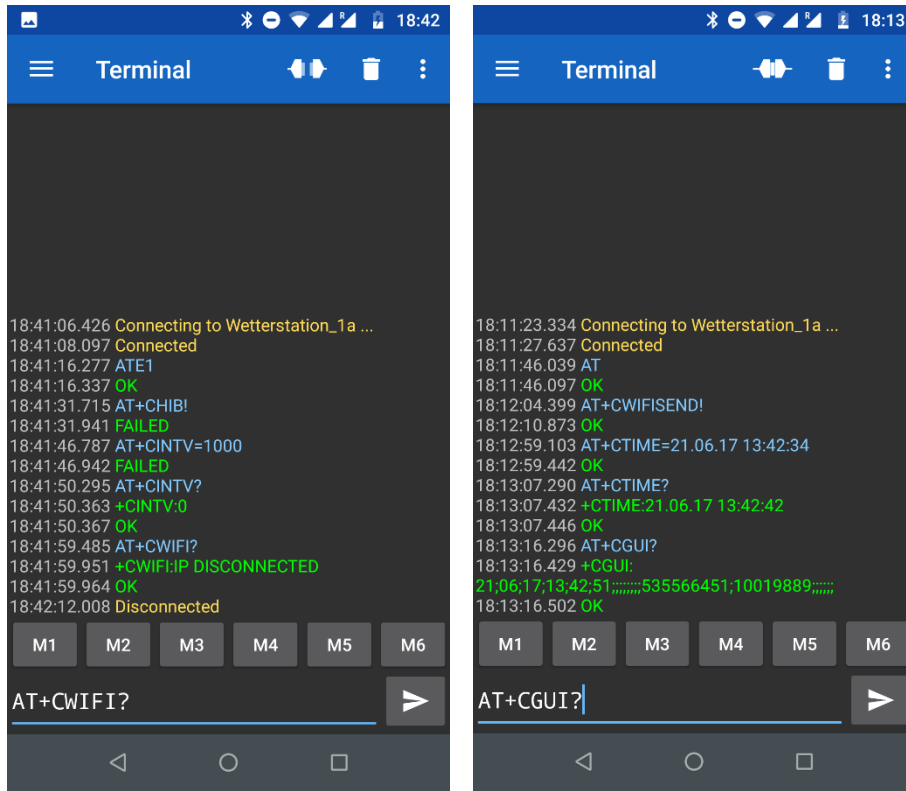 18:42
Terminal
18:41:06.426 Connecting to Wetterstation_1a ...
18:41:08.097 Connected
18:41:16.277 ATE1
18:41:16.337 OK
18:41:31.715 AT+CHIB!
18:41:31.941 FAILED
18:41:46.787 AT+CINTV=1000
18:41:46.942 FAILED
18:41:50.295 AT+CINTV?
18:41:50.363 +CINTV:0
18:41:50.367 OK
18:41:59.485 AT+CWIFI?
18:41:59.951 +CWIFI:IP DISCONNECTED
18:41:59.964 OK
18:42:12.008 Disconnected
M1 M2 M3 M4 M5 M6
AT+CWIFI?
R
R
18:13
Terminal
18:11:23.334 Connecting to Wetterstation_1a ...
18:11:27.637 Connected
18:11:46.039 AT
18:11:46.097 OK
18:12:04.399 AT+CWIFISEND!
18:12:10.873 OK
18:12:59.103 AT+CTIME=21.06.17 13:42:34
18:12:59.442 OK
18:13:07.290 AT+CTIME?
18:13:07.432 +CTIME:21.06.17 13:42:42
18:13:07.446 OK
18:13:16.296 AT+CGUI?
18:13:16.429 +CGUI:
21;06;17;13;42;51;;;;;;;;535566451;10019889;;;;;;
18:13:16.502 OK
M1 M2 M3 M4 M5 M6
AT+CGUI?